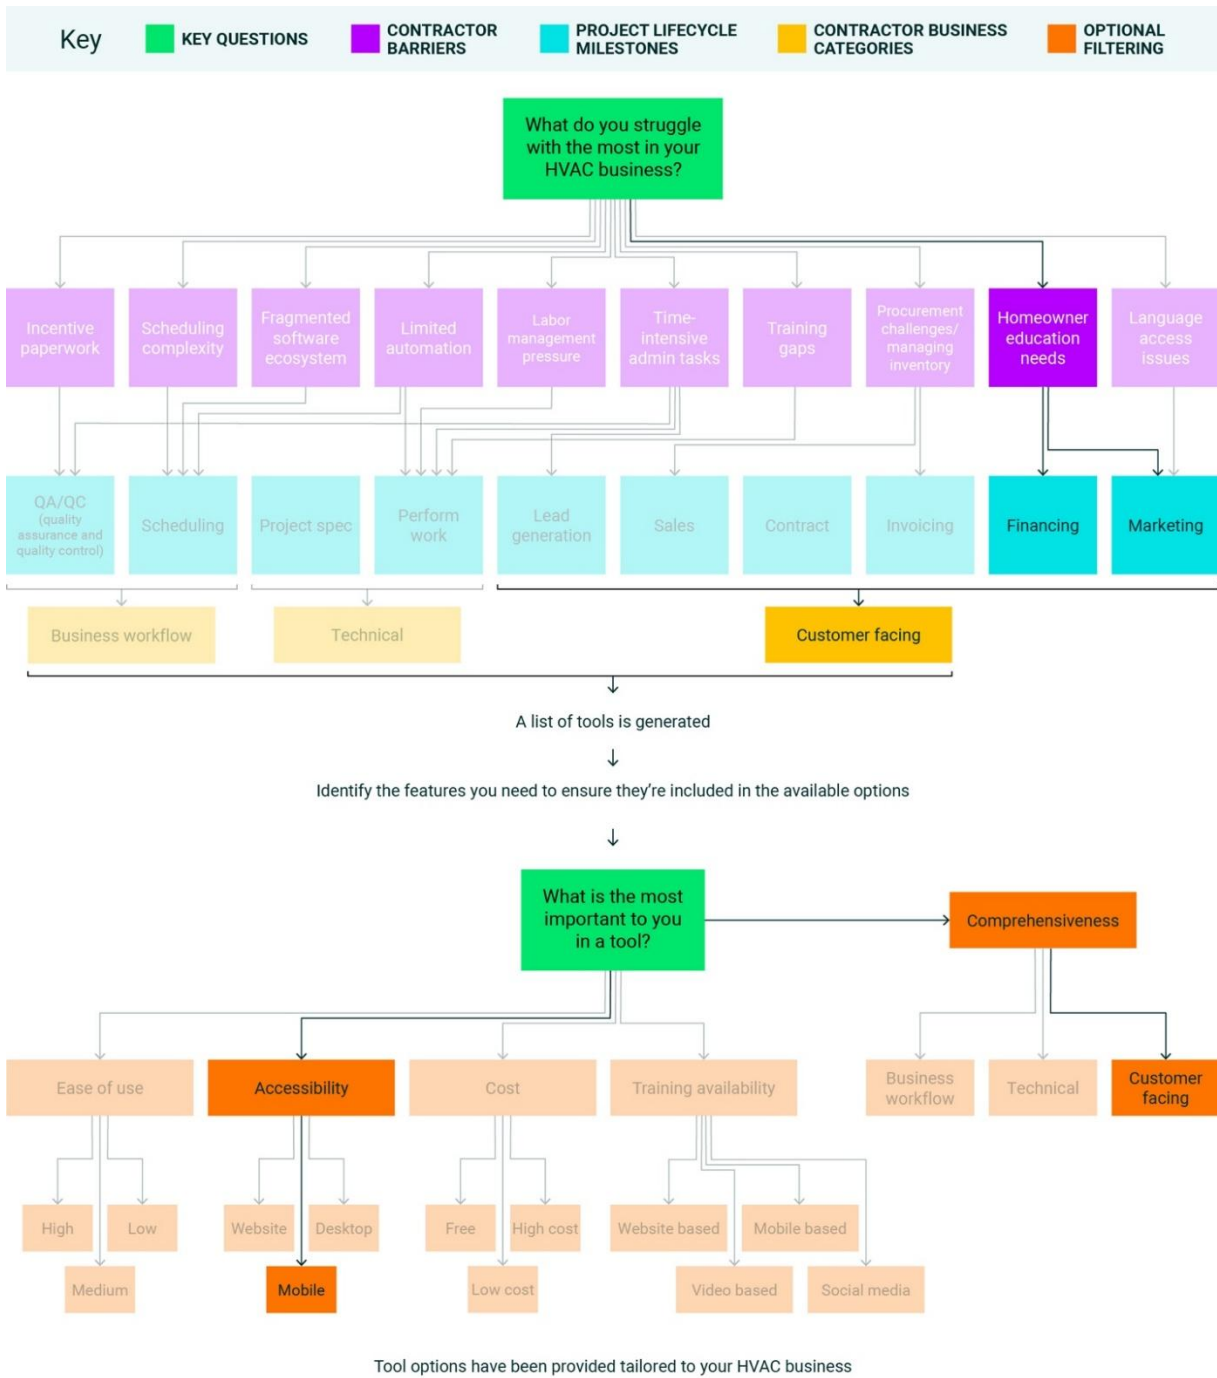 Key
KEY QUESTIONS
CONTRACTOR
BARRIERS
PROJECT LIFECYCLE
MILESTONES
CONTRACTOR BUSINESS
CATEGORIES
OPTIONAL
FILTERING
What do you struggle
with the most in your
HVAC business?
Incentive
paperwork
Scheduling
complexity
Fragmented
software
ecosystem
Limited
automation
Labor
management
pressure
Time-
intensive
admin tasks
Training
gaps
Procurement
challenges/
managing
inventory
Homeowner
education
needs
Language
access
issues
QA/QC
(quality
assurance and
quality control)
Scheduling
Project spec
Perform
work
Lead
generation
Sales
Contract
Invoicing
Financing
Marketing
Business workflow
Technical
Customer facing
A list of tools is generated
Identify the features you need to ensure they're included in the available options
What is the most
important to you
in a tool?
Comprehensiveness
Ease of use
Accessibility
Cost
Training availability
Business
workflow
Technical
Customer
facing
High
Low
Website
Desktop
Free
High cost
Website based
Mobile based
Medium
Mobile
Low cost
Video based
Social media
Tool options have been provided tailored to your HVAC business